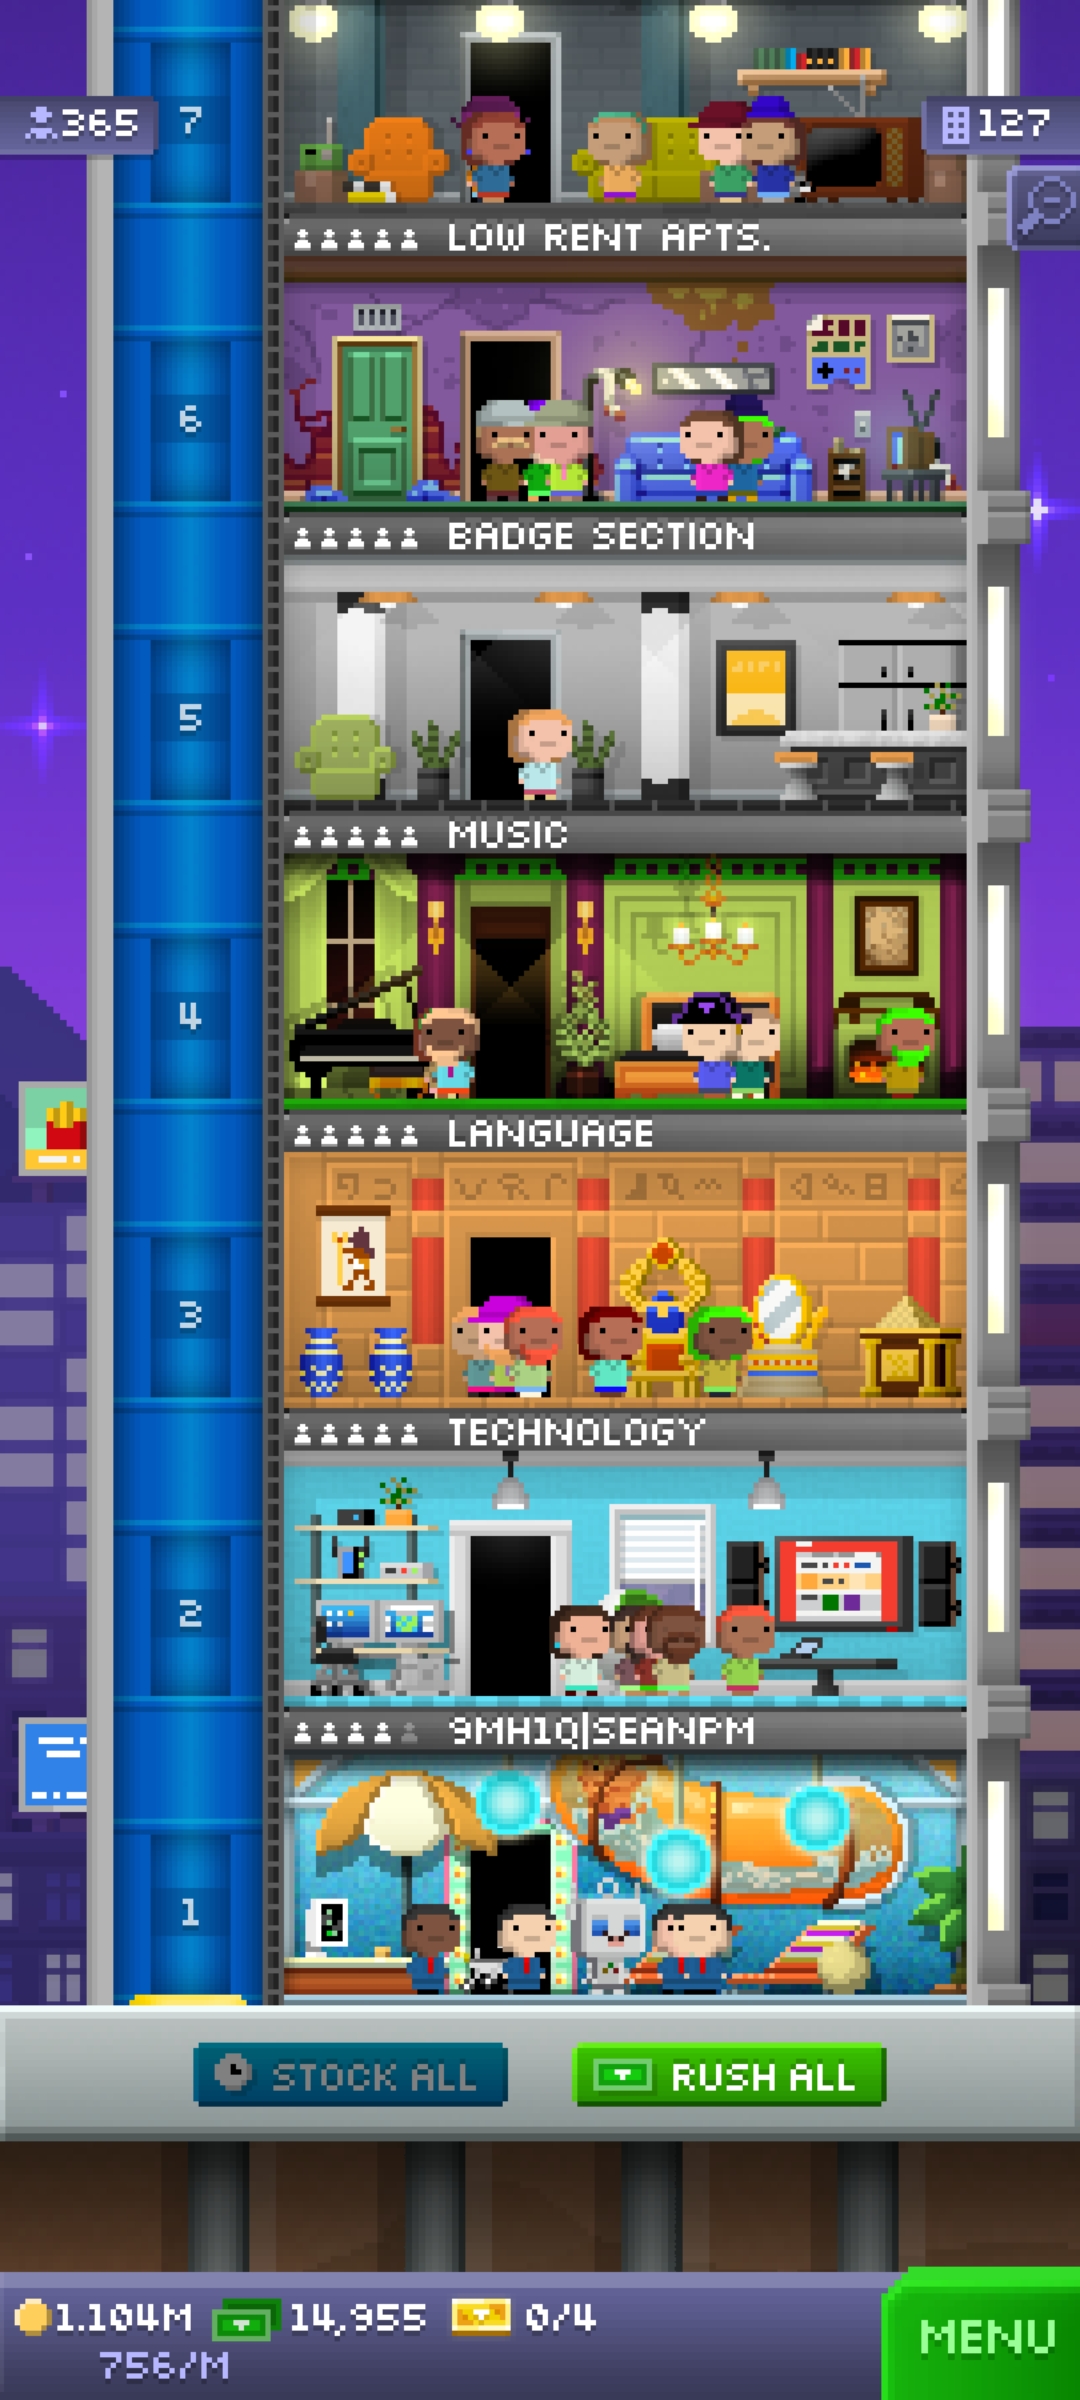 7
365
127
LOW RENT APTS.
6
BADGE SECTION
5
MUSIC
4
LANGUAGE
3
TECHNOLOGY
2
9MH1Q|SEANPM
1
STOCK ALL
RUSH ALL
1.104M
14,955
0/4
756/M
MENU